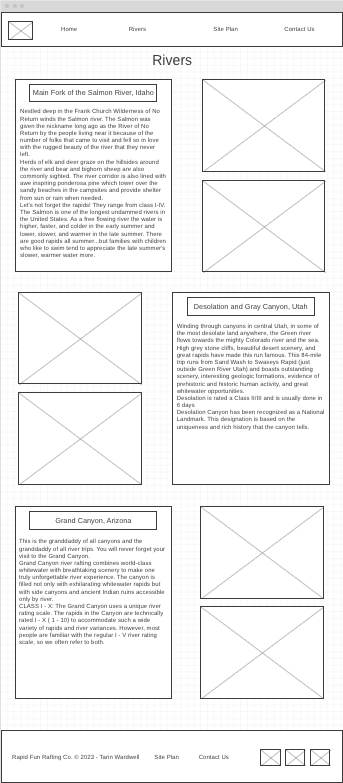 Home Rivers Site Plan Contact Us
Rivers
Main Fork of the Salmon River, Idaho
Nestled deep in the Frank Church Wilderness of No
Return winds the Salmon river. The Salmon was
given the nickname long ago as the River of No
Return by the people living near it because of the
number of folks that came to visit and fell so in love
with the rugged beauty of the river that they never
left.
Herds of elk and deer graze on the hillsides around
the river and bear and bighorn sheep are also
commonly sighted. The river corridor is also lined with
awe inspiring ponderosa pine which lower over the
sandy beaches in the campsites and provide shelter
from sun or rain when needed.
Let's not forget the rapids! They range from class I-IV.
The Salmon is one of the longest undammed rivers in
the United States. As a free flowing river the water is
higher, faster, and colder in the early summer and
lower, slower, and warmer in the late summer. There
are good rapids all summer...but families with children
who like to swim tend to appreciate the late summer's
slower, warmer water more.
Desolation and Gray Canyon, Utah
Winding through canyons in central Utah, in some of
the most desolate land anywhere, the Green river
flows towards the mighty Colorado river and the sea.
High grey stone cliffs, beautiful desert scenery, and
great rapids have made this run famous. This 84-mile
trip runs from Sand Wash to Swaseys Rapid (just
outside Green River Utah) and boasts outstanding
scenery, interesting geologic formations, evidence of
prehistoric and historic human activity, and great
whitewater opportunities.
Desolation is rated a Class II/III and is usually done in
6 days
Desolation Canyon has been recognized as a National
Landmark. This designation is based on the
uniqueness and rich history that the canyon tells.
Grand Canyon, Arizona
This is the granddaddy of all canyons and the
granddaddy of all river trips. You will never forget your
visit to the Grand Canyon.
Grand Canyon river rafting combines world-class
whitewater with breathtaking scenery to make one
truly unforgettable river experience. The canyon is
filled not only with exhilarating whitewater rapids but
with side canyons and ancient Indian ruins accessible
only by river.
CLASS I - X: The Grand Canyon uses a unique river
rating scale. The rapids in the Canyon are technically
rated I - X ( 1 - 10) to accommodate such a wide
variety of rapids and river variances. However, most
people are familiar with the regular I - V river rating
scale, so we often refer to both.
Rapid Fun Rafting Co. © 2023 - Tarin Wardwell Site Plan Contact Us